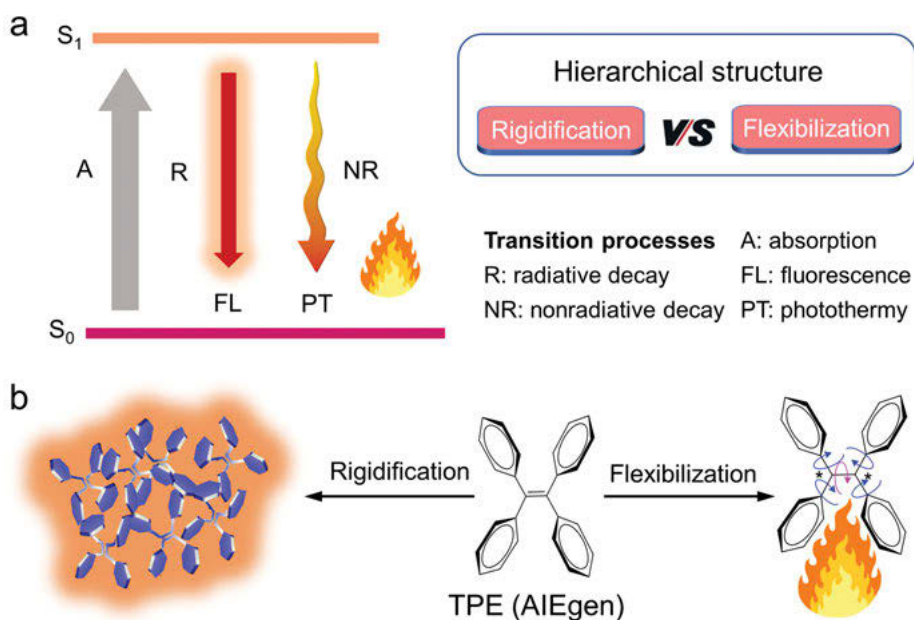 a
S1
A
R
NR
FL
PT
S0
Hierarchical structure
Rigidification VS Flexibilization
Transition processes A: absorption
R: radiative decay FL: fluorescence
NR: nonradiative decay PT: photothermy
b
Rigidification
Flexibilization
* *
TPE (AIEgen)